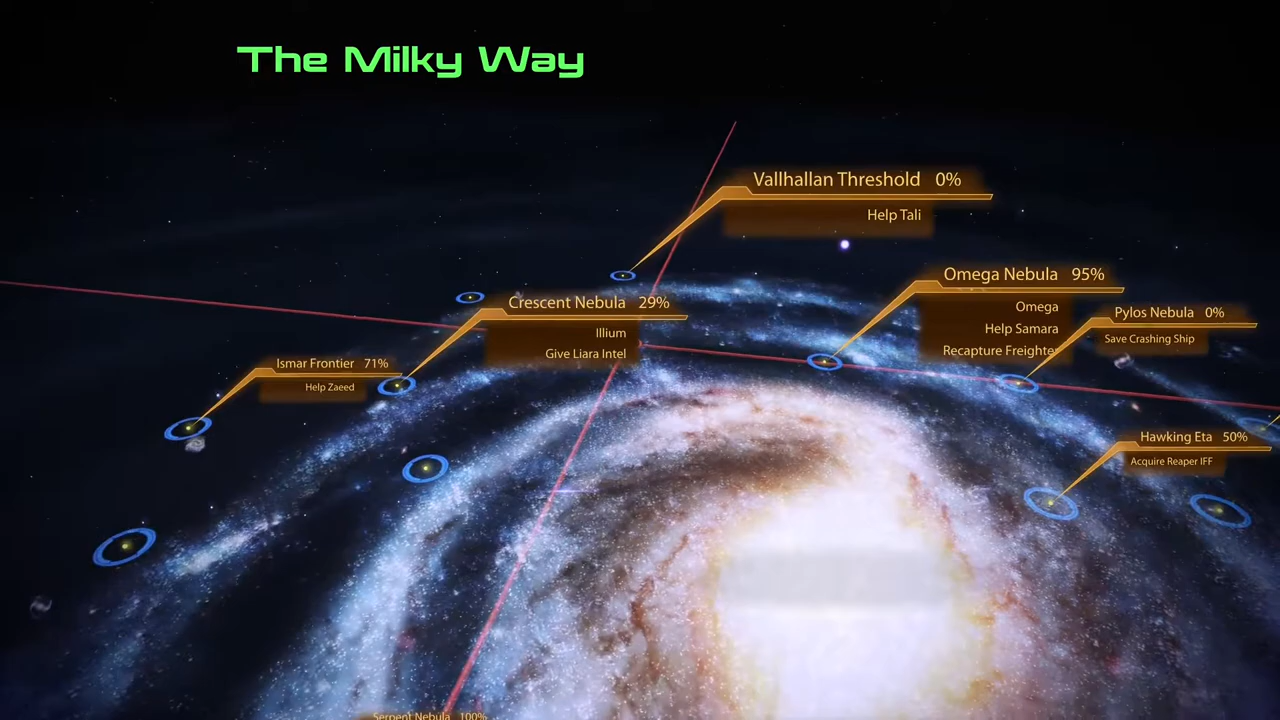 The Milky Way
Vallhallan Threshold 0%
Help Tali
Omega Nebula 95%
Omega
Help Samara
Recapture Freighter
Pylos Nebula 0%
Save Crashing Ship
Crescent Nebula 29%
Illium
Give Liara Intel
Ismar Frontier 71%
Help Zaeed
Hawking Eta 50%
Acquire Reaper IFF
Serpent Nebula 100%